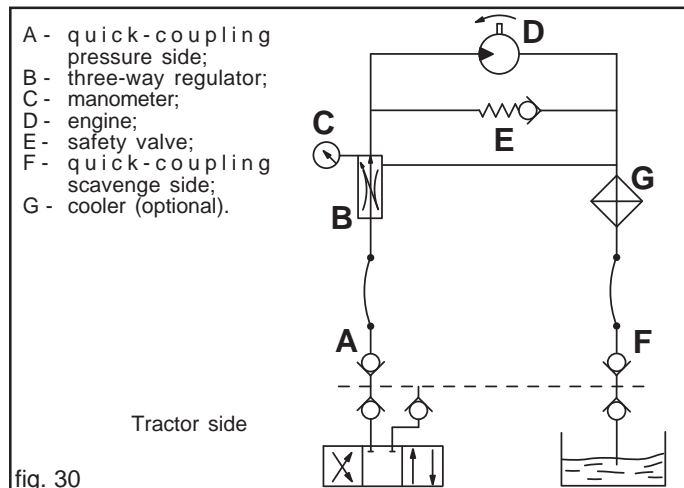 A - quick-coupling
pressure side;
B - three-way regulator;
C - manometer;
D - engine;
E - safety valve;
F - quick-coupling
scavenge side;
G - cooler (optional).
D
E
C
G
B
A
F
Tractor side
fig. 30